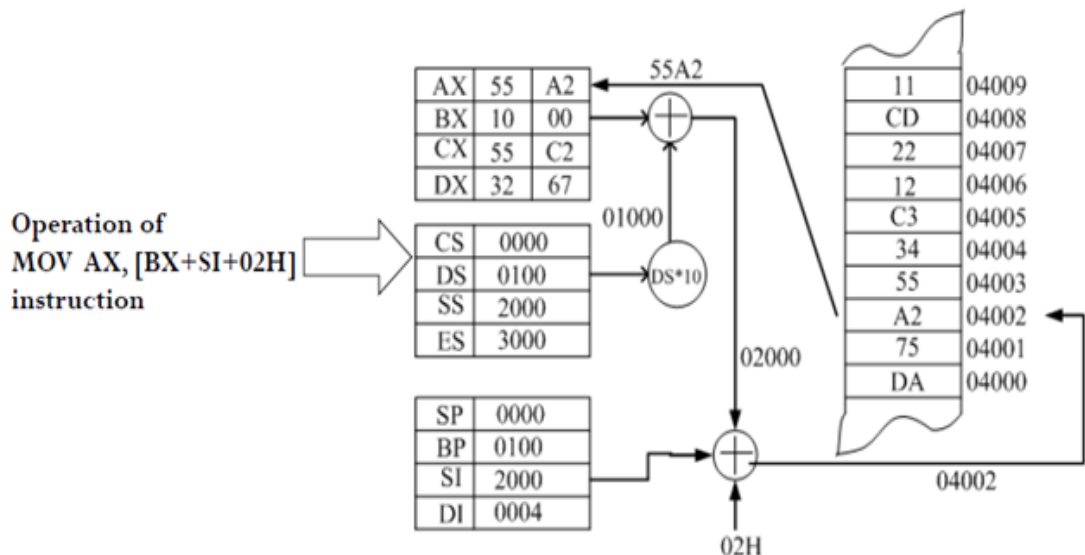 Operation of
MOV AX, [BX+SI+02H]
instruction
AX 55 A2
BX 10 00
CX 55 C2
DX 32 67
CS 0000
DS 0100
SS 2000
ES 3000
SP 0000
BP 0100
SI 2000
DI 0004
55A2
01000
DS*10
02000
02H
04002
11 04009
CD 04008
22 04007
12 04006
C3 04005
34 04004
55 04003
A2 04002
75 04001
DA 04000